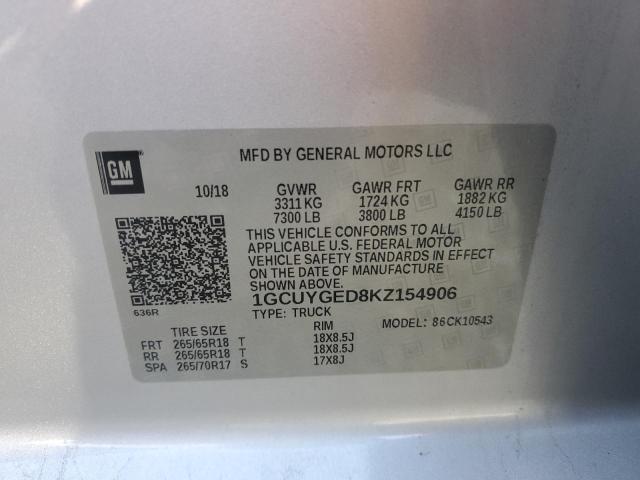 GM
MFD BY GENERAL MOTORS LLC
10/18 GVWR GAWR FRT GAWR RR
3311 KG 1724 KG 1882 KG
7300 LB 3800 LB 4150 LB
THIS VEHICLE CONFORMS TO ALL
APPLICABLE U.S. FEDERAL MOTOR
VEHICLE SAFETY STANDARDS IN EFFECT
ON THE DATE OF MANUFACTURE
SHOWN ABOVE.
1GCUYGED8KZ154906
636R
TYPE: TRUCK
MODEL: 86CK10543
TIRE SIZE RIM
FRT 265/65R18 T 18X8.5J
RR 265/65R18 T 18X8.5J
SPA 265/70R17 S 17X8J